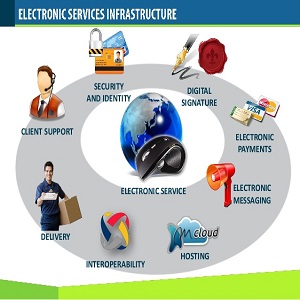 ELECTRONIC SERVICES INFRASTRUCTURE
SECURITY
AND IDENTITY
DIGITAL
SIGNATURE
CLIENT SUPPORT
ELECTRONIC
PAYMENTS
ELECTRONIC SERVICE
ELECTRONIC
MESSAGING
DELIVERY
INTEROPERABILITY
cloud
HOSTING